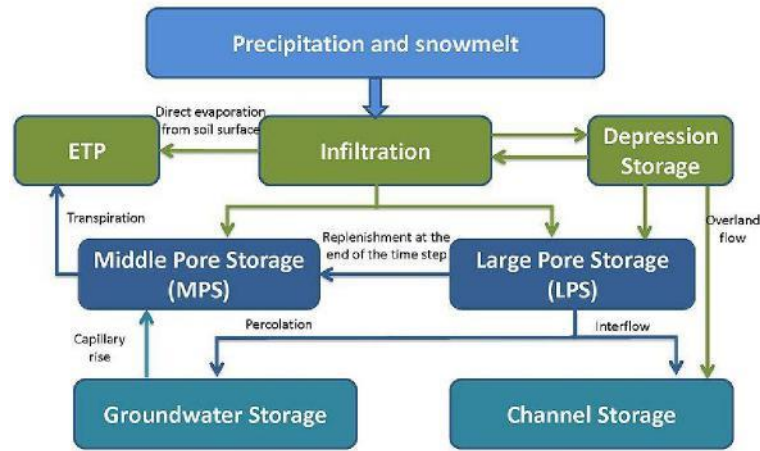 Precipitation and snowmelt
Direct evaporation
from soil surface
ETP
Infiltration
Depression
Storage
Transpiration
Replenishment at the
end of the time step
Overland
flow
Middle Pore Storage
(MPS)
Large Pore Storage
(LPS)
Capillary
rise
Percolation
Interflow
Groundwater Storage
Channel Storage